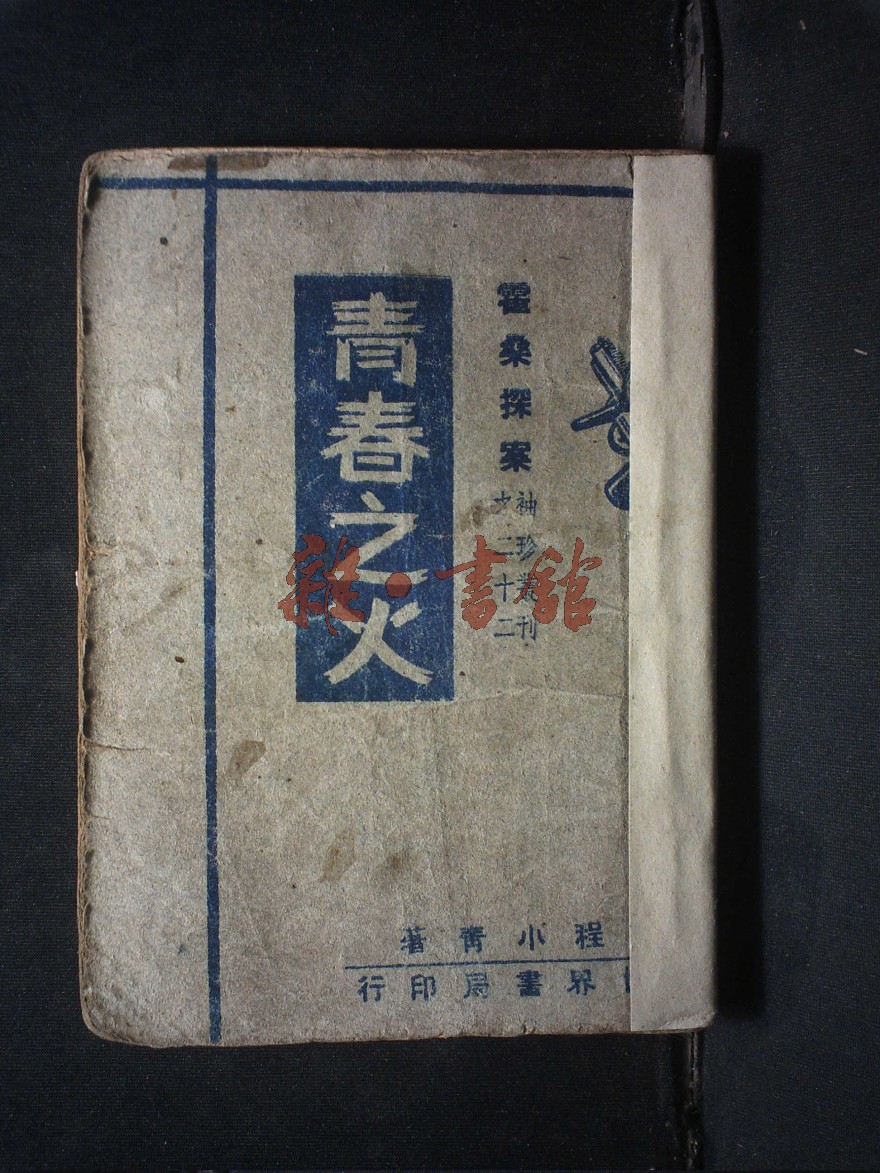 霍桑探案
袖珍叢刊
之二十二
青春之火
程小青著
界書局印行
雜·書館